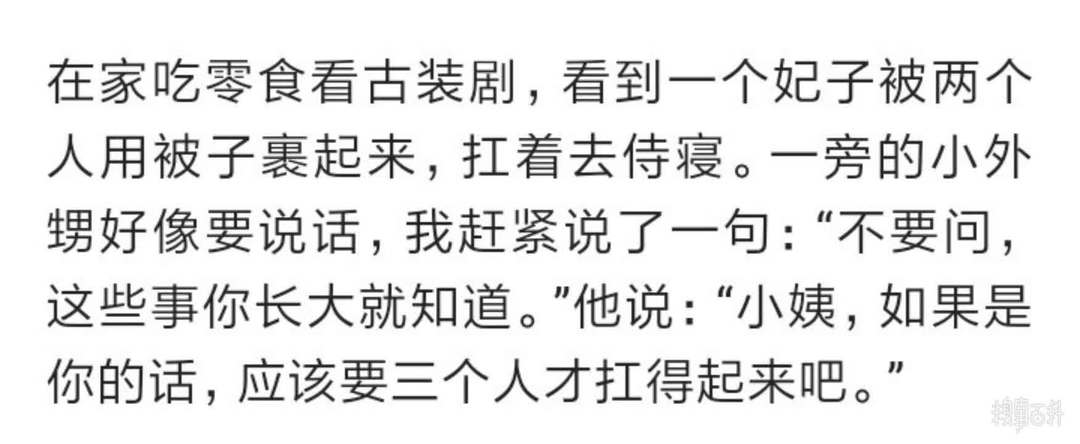 在家吃零食看古装剧，看到一个妃子被两个
人用被子裹起来，扛着去侍寝。一旁的小外
甥好像要说话，我赶紧说了一句：“不要问，
这些事你长大就知道。”他说：“小姨，如果是
你的话，应该要三个人才扛得起来吧。”